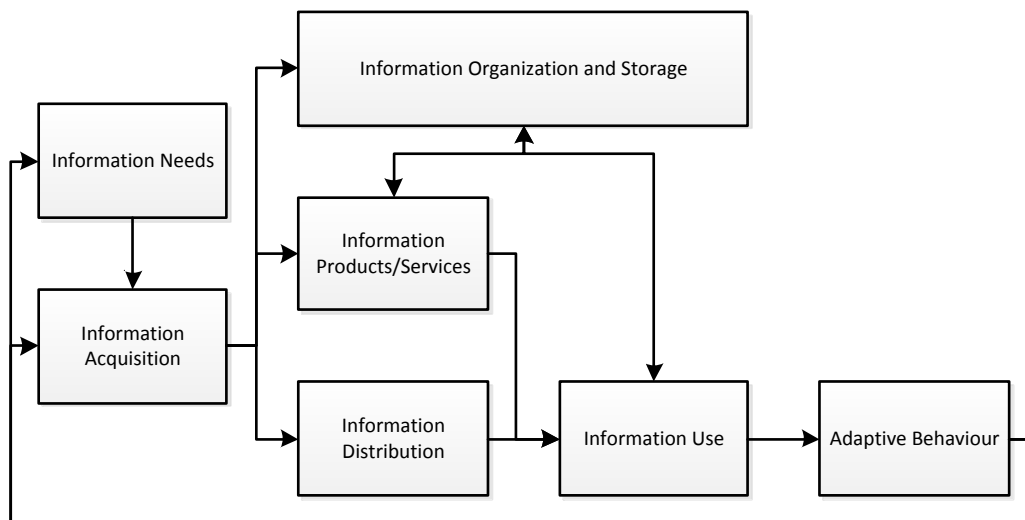 Information Organization and Storage
Information Needs
Information
Products/Services
Information
Acquisition
Information
Distribution
Information Use
Adaptive Behaviour